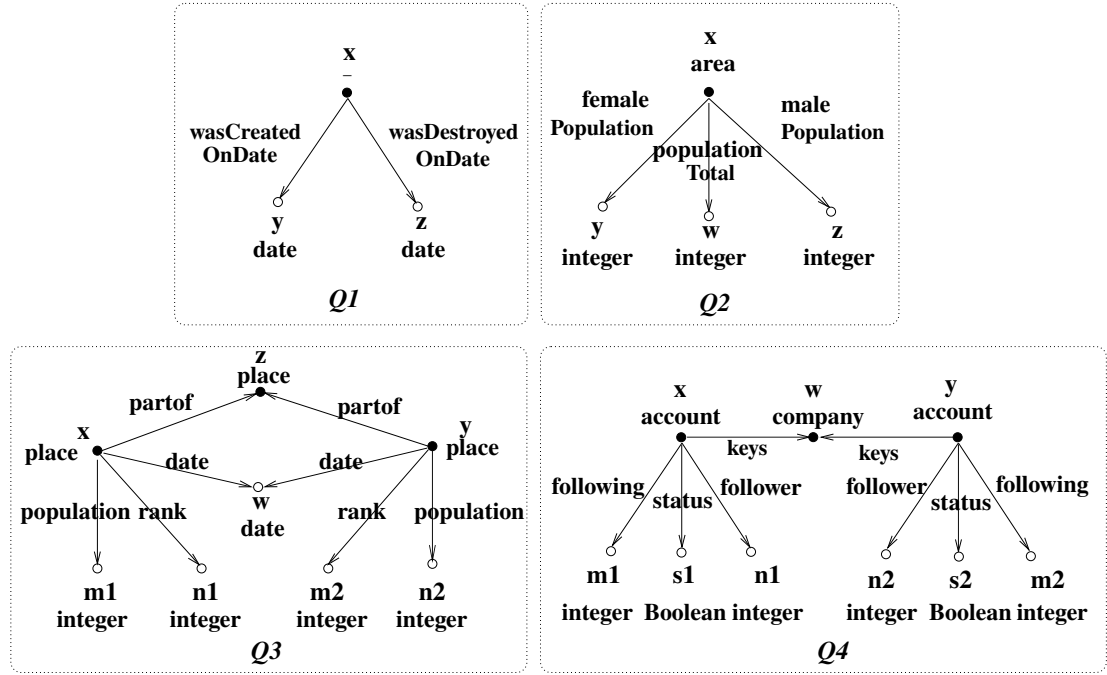 x
_
wasCreated
OnDate
wasDestroyed
OnDate
y
date
z
date
Q1
x
area
female
Population
population
Total
male
Population
y
integer
w
integer
z
integer
Q2
z
place
partof
partof
x
place
y
place
date
date
w
date
population
rank
rank
population
m1
integer
n1
integer
m2
integer
n2
integer
Q3
x
account
w
company
y
account
keys
keys
following
status
follower
follower
status
following
m1
integer
s1
Boolean
n1
integer
n2
integer
s2
Boolean
m2
integer
Q4